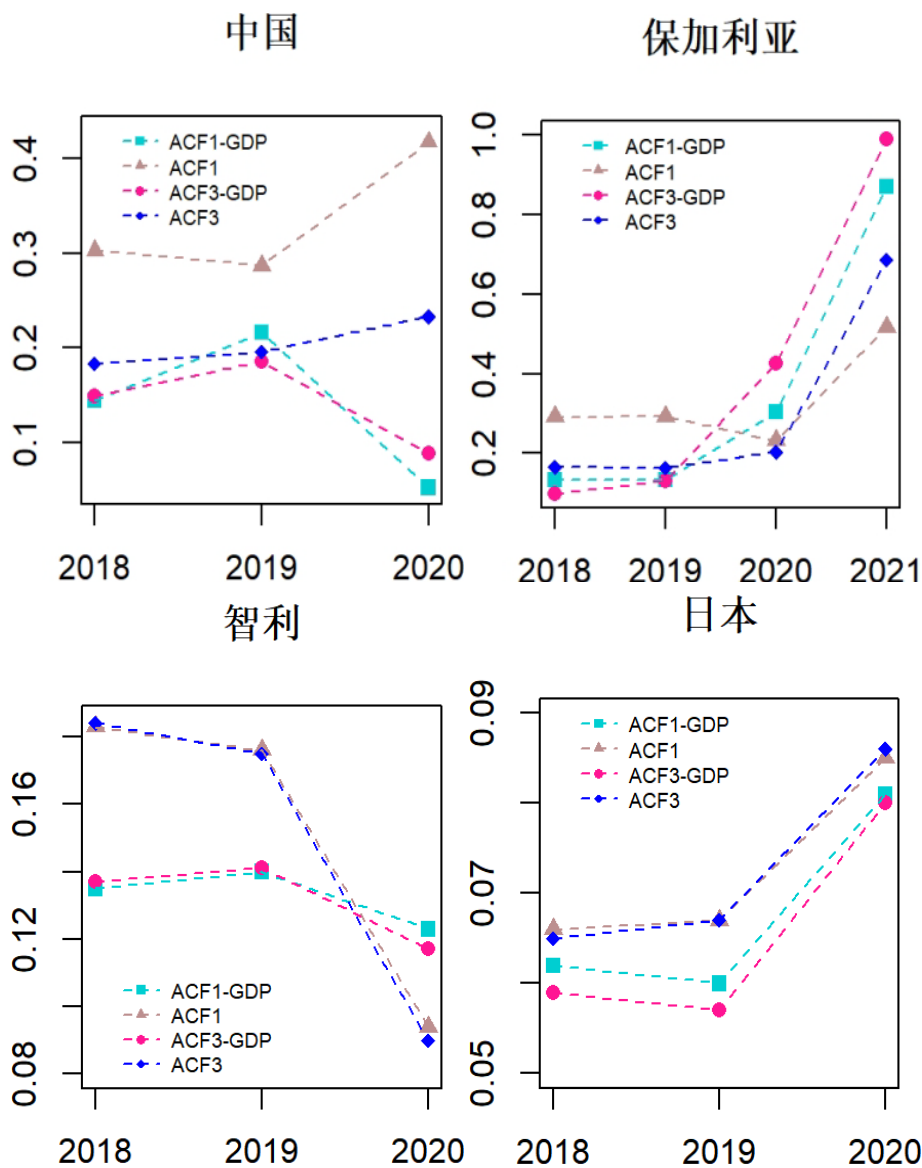 中国
0.4
0.3
0.2
0.1
ACF1-GDP
ACF1
ACF3-GDP
ACF3
2018 2019 2020
保加利亚
1.0
0.8
0.6
0.4
0.2
ACF1-GDP
ACF1
ACF3-GDP
ACF3
2018 2019 2020 2021
智利
0.16
0.12
0.08
ACF1-GDP
ACF1
ACF3-GDP
ACF3
2018 2019 2020
日本
0.09
0.07
0.05
ACF1-GDP
ACF1
ACF3-GDP
ACF3
2018 2019 2020